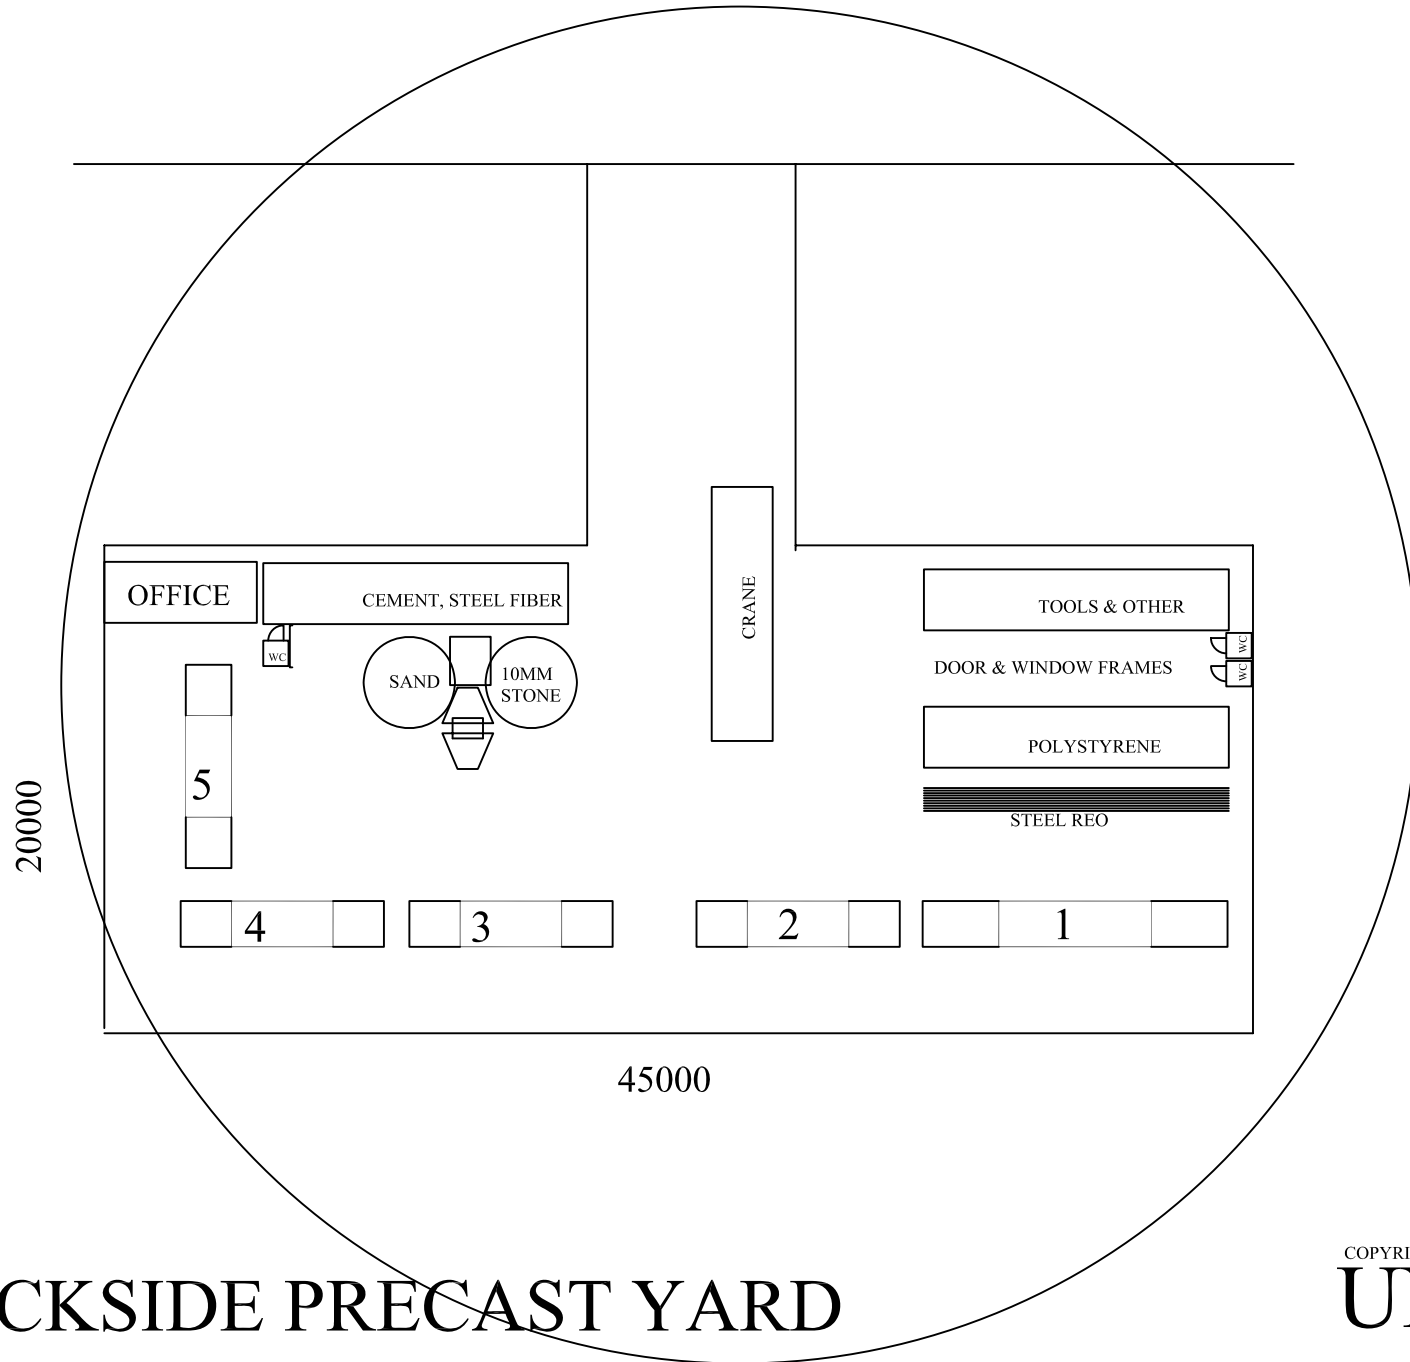 OFFICE
CEMENT, STEEL FIBER
CRANE
TOOLS & OTHER
WC
WC
WC
SAND
10MM
STONE
DOOR & WINDOW FRAMES
POLYSTYRENE
STEEL REO
5
20000
4
3
2
1
45000
CKSIDE PRECAST YARD
COPYRI